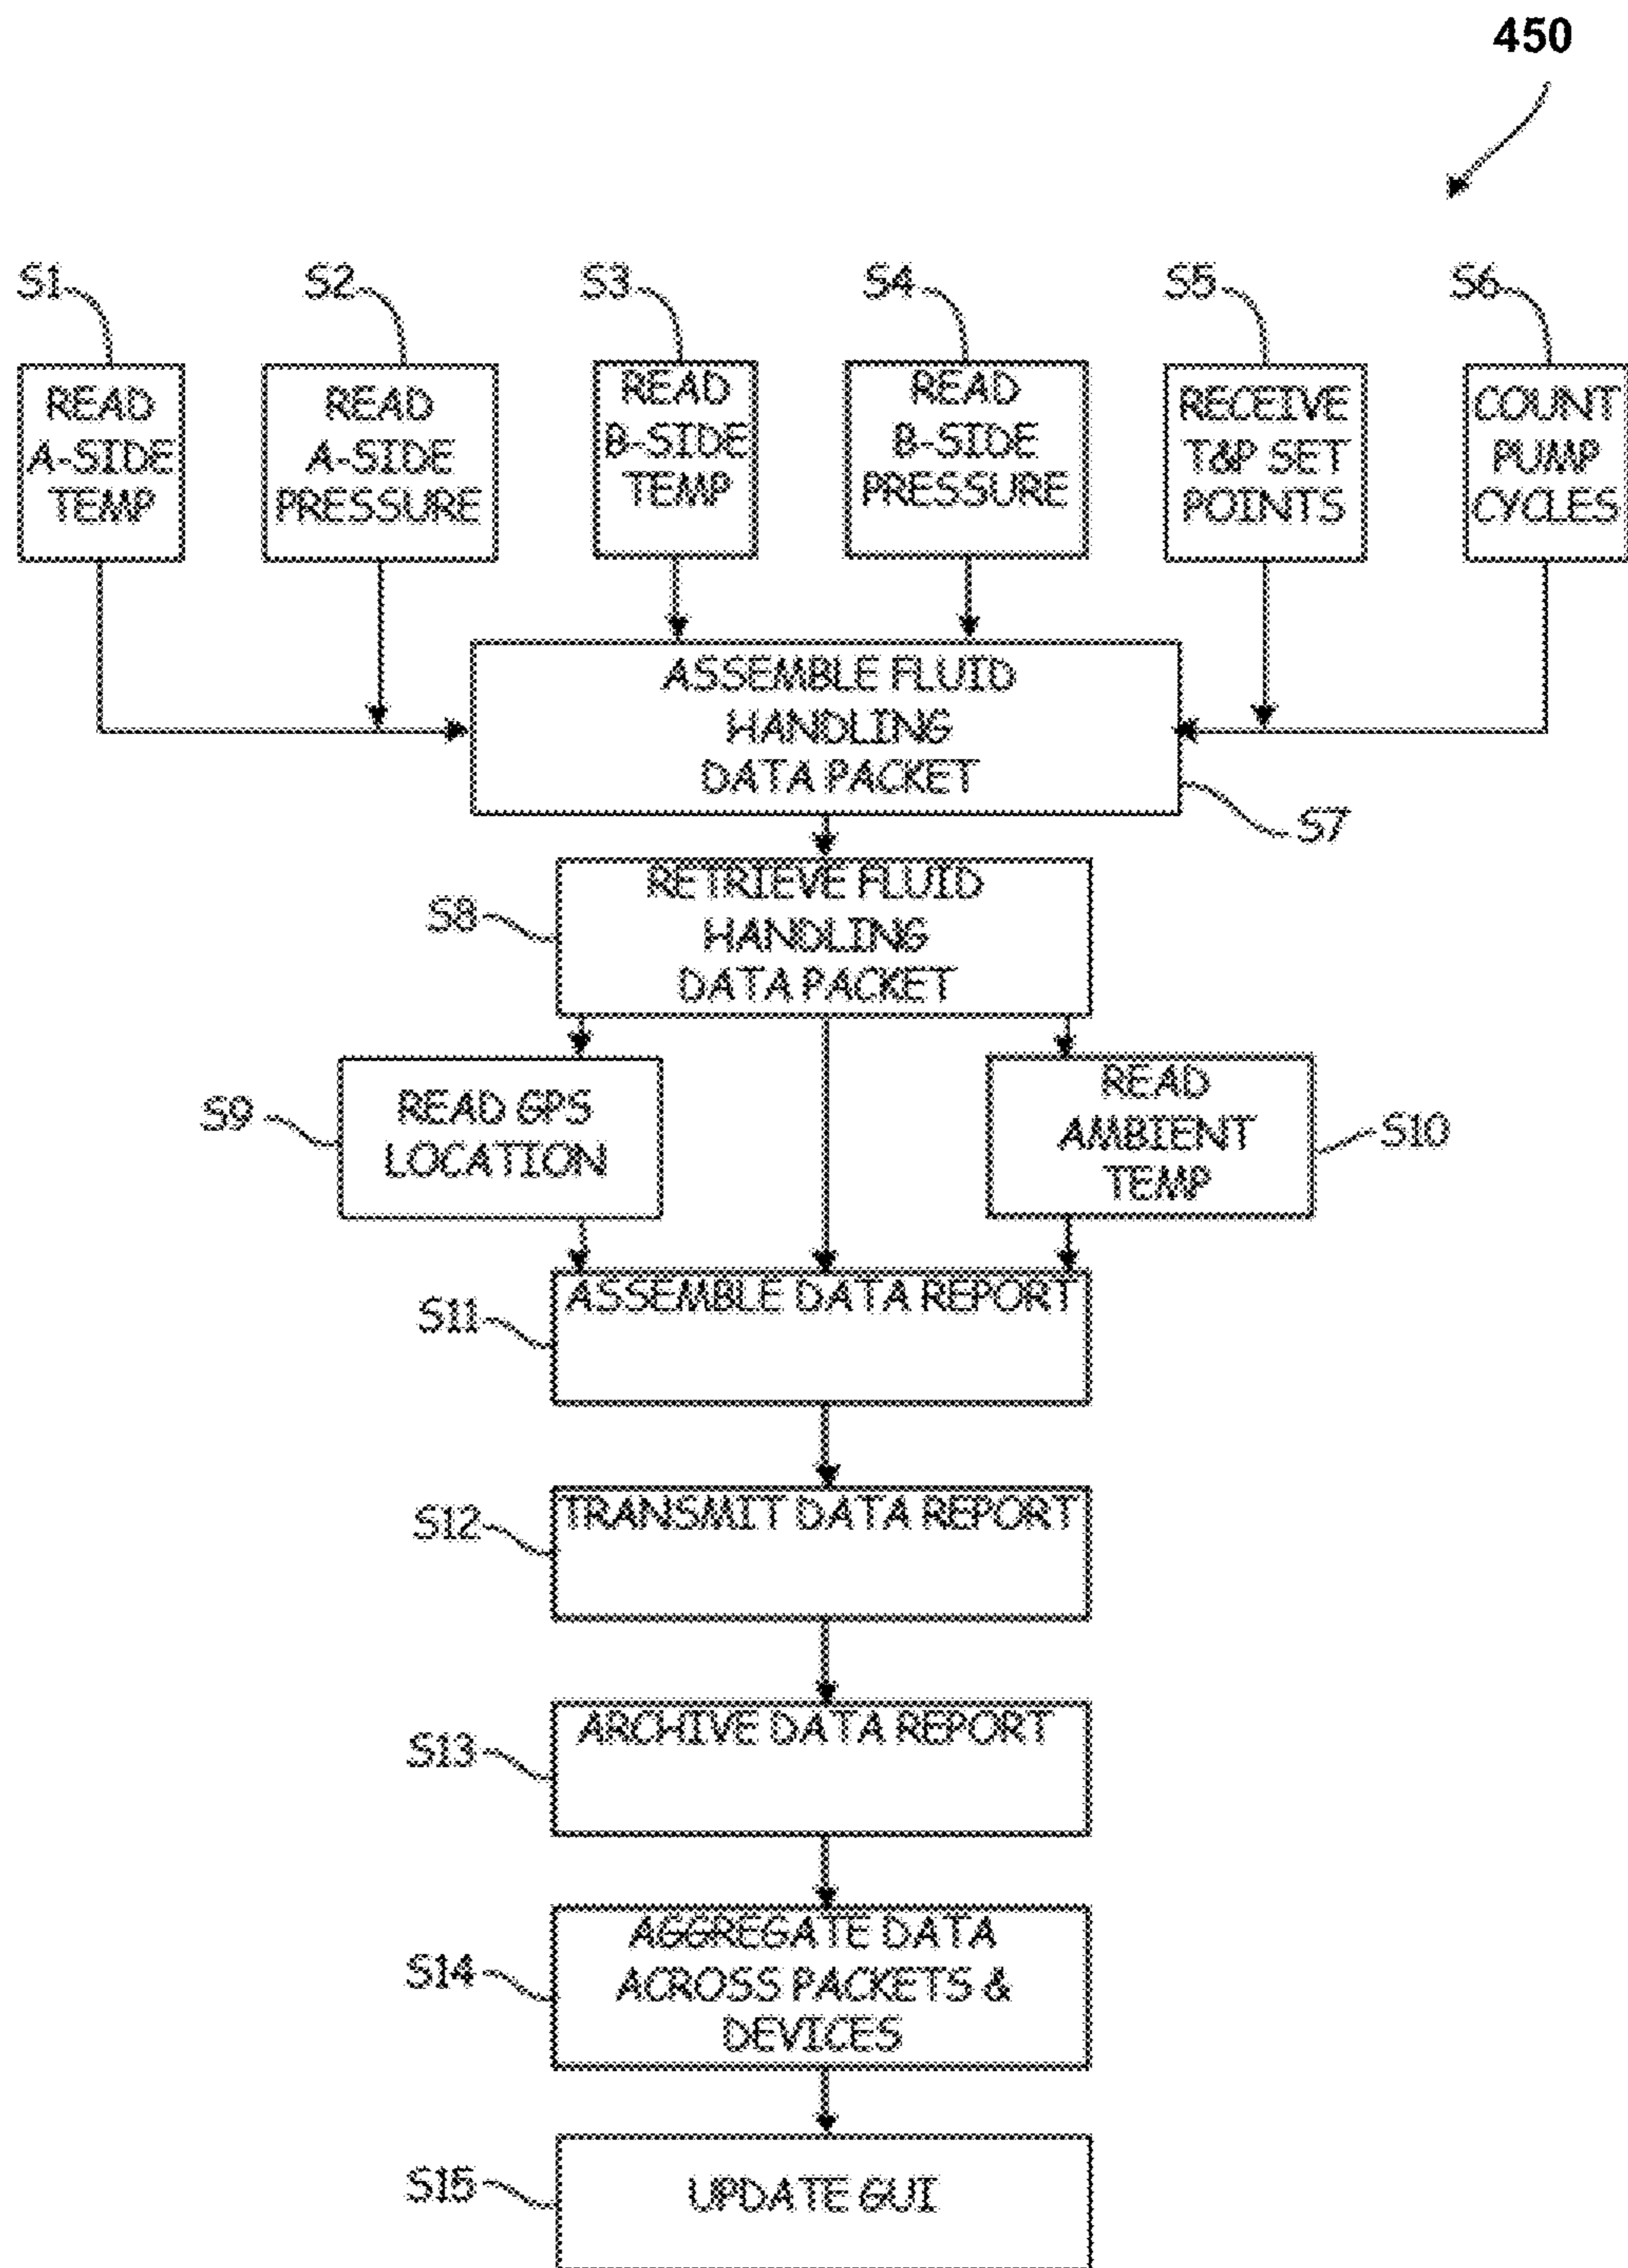 450
S1
S2
S3
S4
S5
S6
READ
A-SIDE
TEMP
READ
A-SIDE
PRESSURE
READ
B-SIDE
TEMP
READ
B-SIDE
PRESSURE
RECEIVE
T&P SET
POINTS
COUNT
PUMP
CYCLES
ASSEMBLE FLUID
HANDLING
DATA PACKET
S7
S8
RETRIEVE FLUID
HANDLING
DATA PACKET
S9
READ GPS
LOCATION
READ
AMBIENT
TEMP
S10
S11
ASSEMBLE DATA REPORT
S12
TRANSMIT DATA REPORT
S13
ARCHIVE DATA REPORT
S14
AGGREGATE DATA
ACROSS PACKETS &
DEVICES
S15
UPDATE GUI